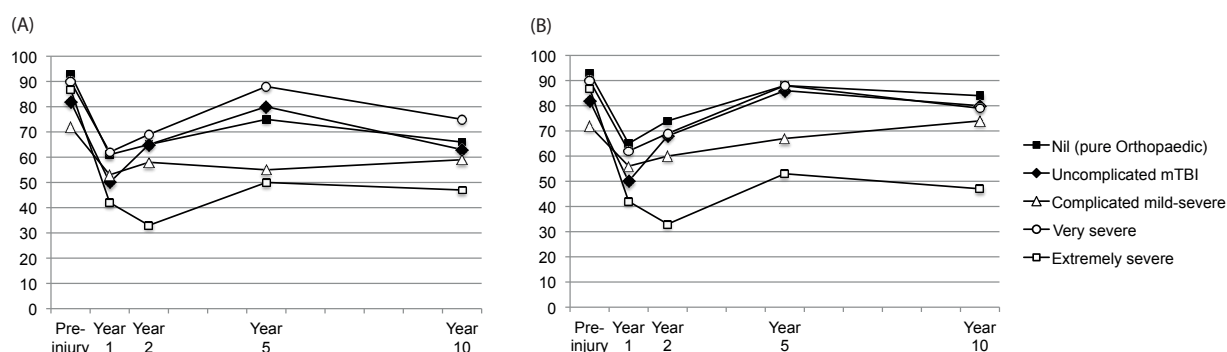 (A)
100
90
80
70
60
50
40
30
20
10
0
Pre-
injury
Year
1
Year
2
Year
5
Year
10
(B)
100
90
80
70
60
50
40
30
20
10
0
Pre-
injury
Year
1
Year
2
Year
5
Year
10
Nil (pure Orthopaedic)
Uncomplicated mTBI
Complicated mild-severe
Very severe
Extremely severe